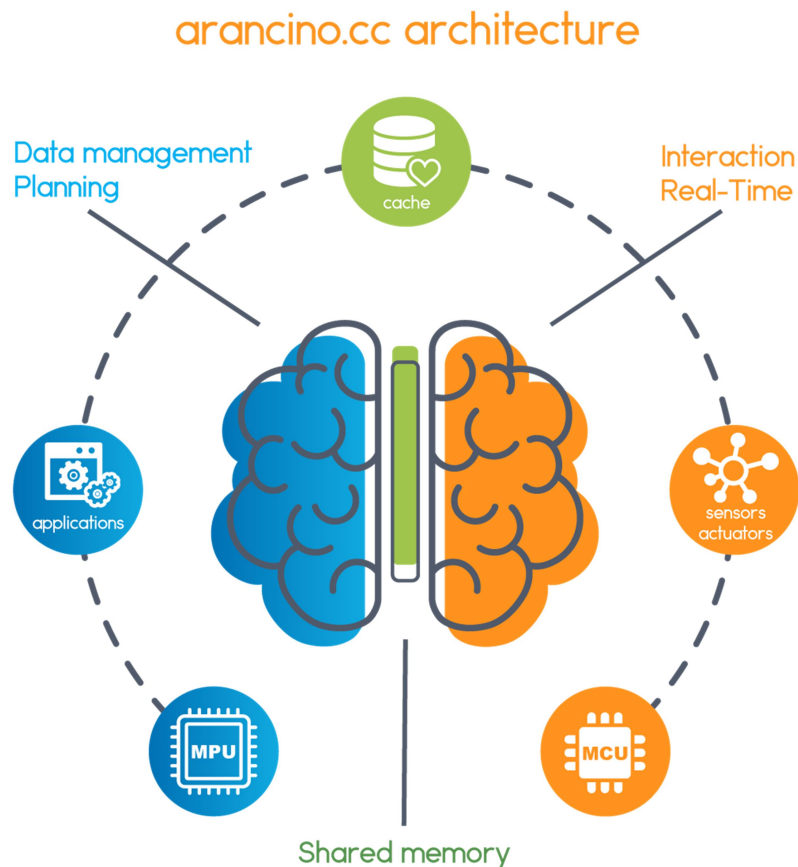 arancino.cc architecture
cache
Data management
Planning
Interaction
Real-Time
applications
sensors
actuators
MPU
MCU
Shared memory